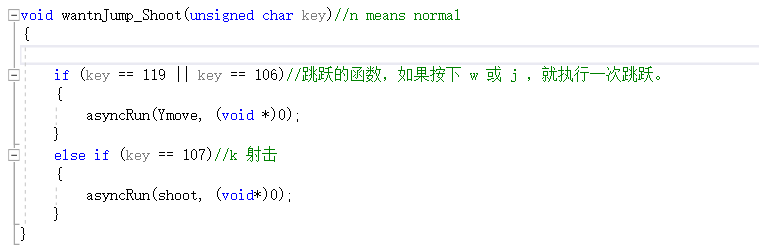 void wantnJump_Shoot(unsigned char key)//n means normal
{
if (key == 119 || key == 106)//跳跃的函数，如果按下 w 或 j ，就执行一次跳跃。
{
asyncRun(Ymove, (void *)0);
}
else if (key == 107)//k 射击
{
asyncRun(shoot, (void*)0);
}
}